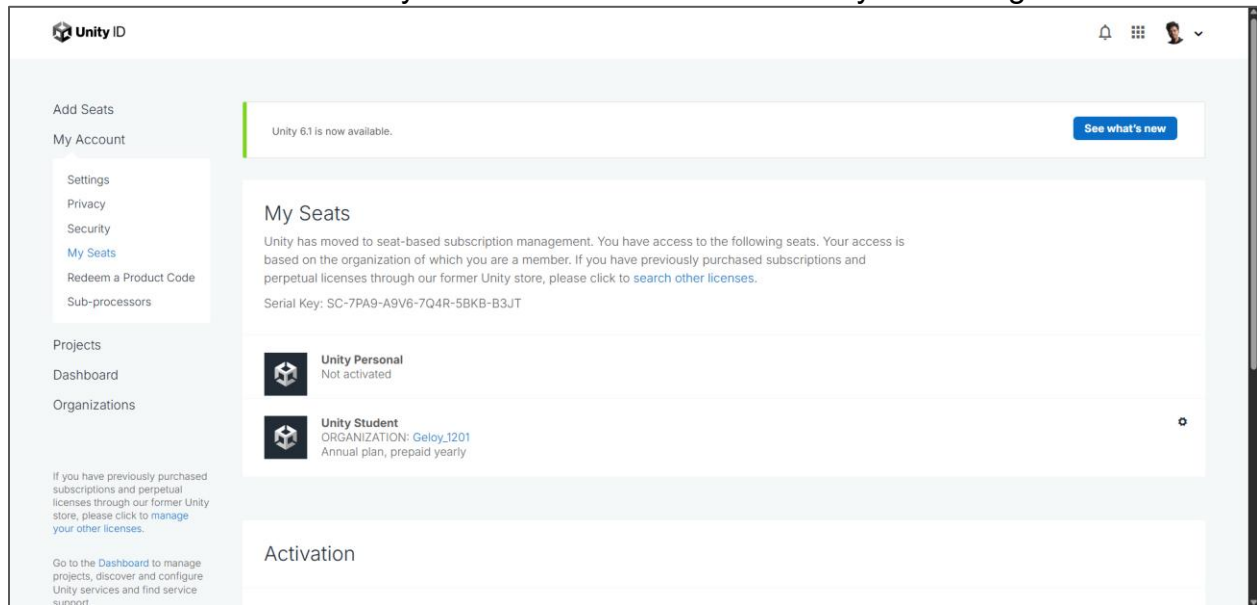 Unity ID
Add Seats
My Account
Settings
Privacy
Security
My Seats
Redeem a Product Code
Sub-processors
Projects
Dashboard
Organizations
If you have previously purchased
subscriptions and perpetual
licenses through our former Unity
store, please click to manage
your other licenses.
Go to the Dashboard to manage
projects, discover and configure
Unity services and find service
support.
Unity 6.1 is now available.
See what's new
My Seats
Unity has moved to seat-based subscription management. You have access to the following seats. Your access is
based on the organization of which you are a member. If you have previously purchased subscriptions and
perpetual licenses through our former Unity store, please click to search other licenses.
Serial Key: SC-7PA9-A9V6-7Q4R-5BKB-B3JT
Unity Personal
Not activated
Unity Student
ORGANIZATION: Geloy_1201
Annual plan, prepaid yearly
Activation